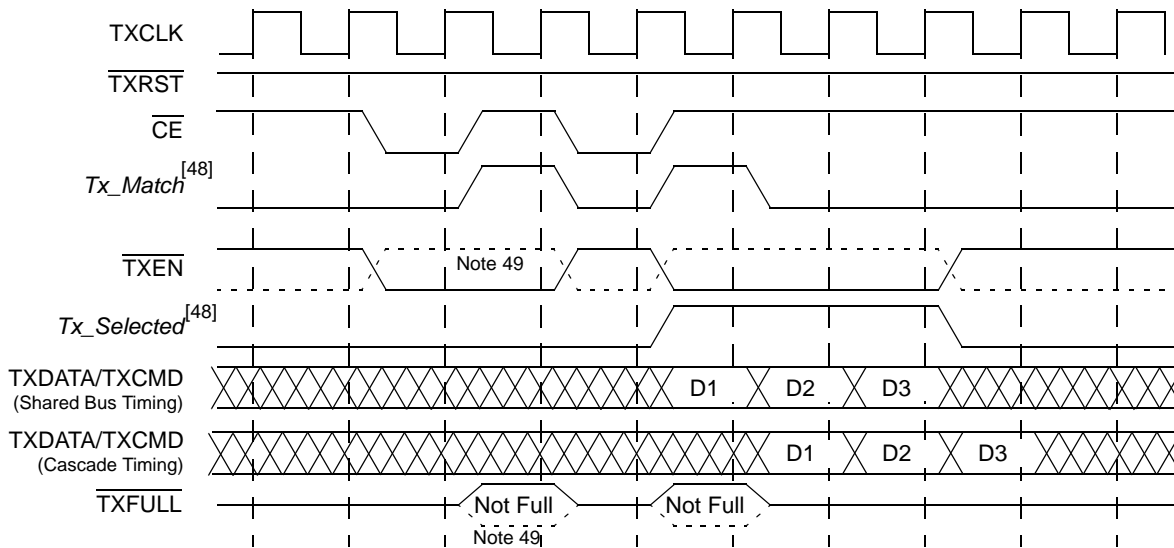 TXCLK
TXRST
CE
Tx_Match[48]
TXEN
Note 49
Tx_Selected[48]
TXDATA/TXCMD
(Shared Bus Timing)
D1 D2 D3
TXDATA/TXCMD
(Cascade Timing)
D1 D2 D3
TXFULL
Not Full Not Full
Note 49